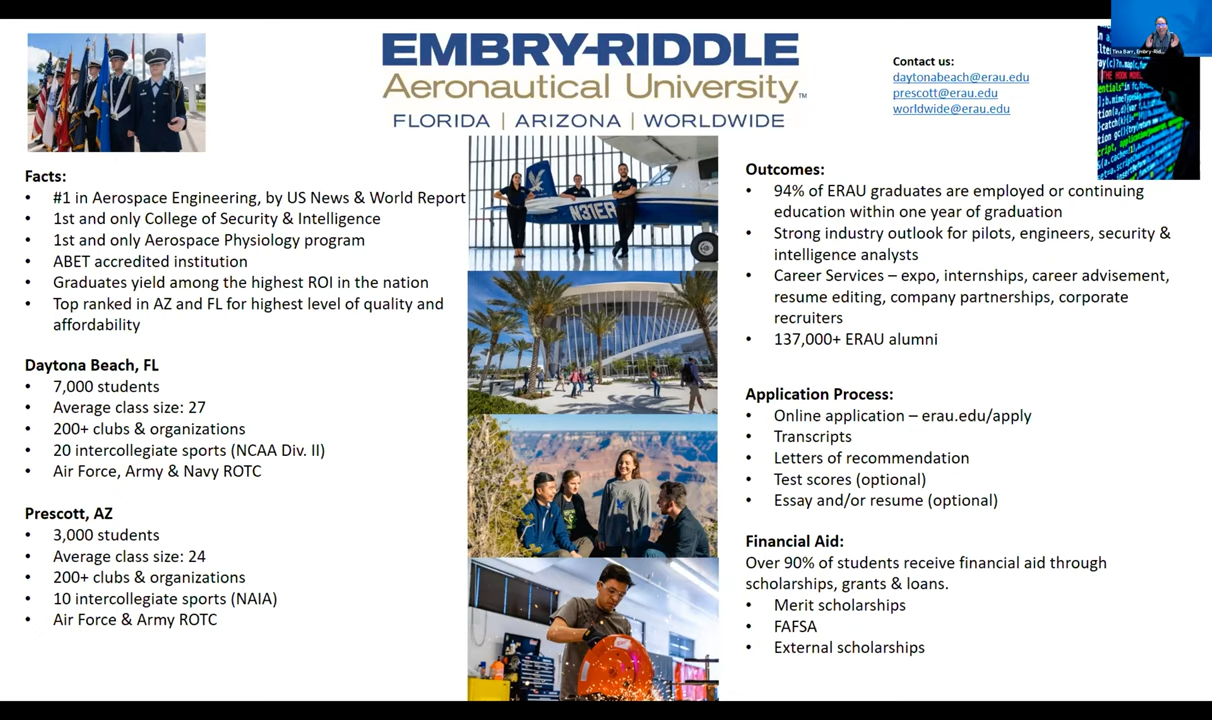 EMBRY-RIDDLE
Aeronautical University™
FLORIDA | ARIZONA | WORLDWIDE
Contact us:
daytonabeach@erau.edu
prescott@erau.edu
worldwide@erau.edu
Tina Barr, Embry-Rid...
Facts:
• #1 in Aerospace Engineering, by US News & World Report
• 1st and only College of Security & Intelligence
• 1st and only Aerospace Physiology program
• ABET accredited institution
• Graduates yield among the highest ROI in the nation
• Top ranked in AZ and FL for highest level of quality and
affordability
Daytona Beach, FL
• 7,000 students
• Average class size: 27
• 200+ clubs & organizations
• 20 intercollegiate sports (NCAA Div. II)
• Air Force, Army & Navy ROTC
Prescott, AZ
• 3,000 students
• Average class size: 24
• 200+ clubs & organizations
• 10 intercollegiate sports (NAIA)
• Air Force & Army ROTC
N31ER
Outcomes:
• 94% of ERAU graduates are employed or continuing
education within one year of graduation
• Strong industry outlook for pilots, engineers, security &
intelligence analysts
• Career Services – expo, internships, career advisement,
resume editing, company partnerships, corporate
recruiters
• 137,000+ ERAU alumni
Application Process:
• Online application – erau.edu/apply
• Transcripts
• Letters of recommendation
• Test scores (optional)
• Essay and/or resume (optional)
Financial Aid:
Over 90% of students receive financial aid through
scholarships, grants & loans.
• Merit scholarships
• FAFSA
• External scholarships